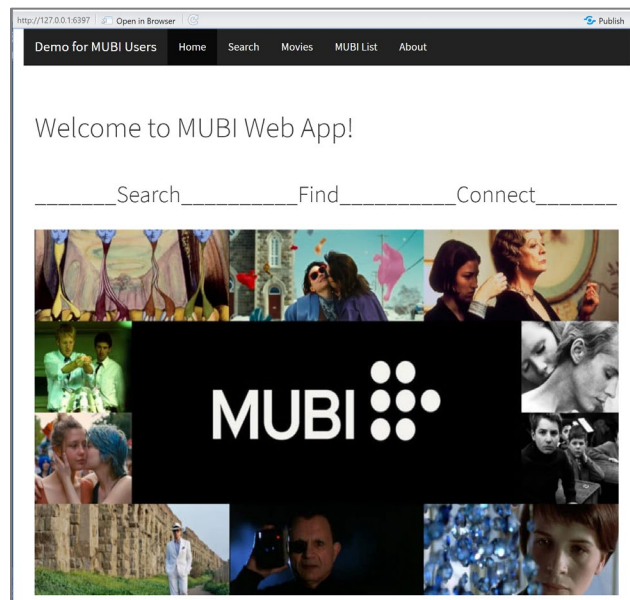 http://127.0.0.1:6397 Open in Browser Publish
Demo for MUBI Users Home Search Movies MUBI List About
Welcome to MUBI Web App!
_______Search__________Find__________Connect_______
MUBI